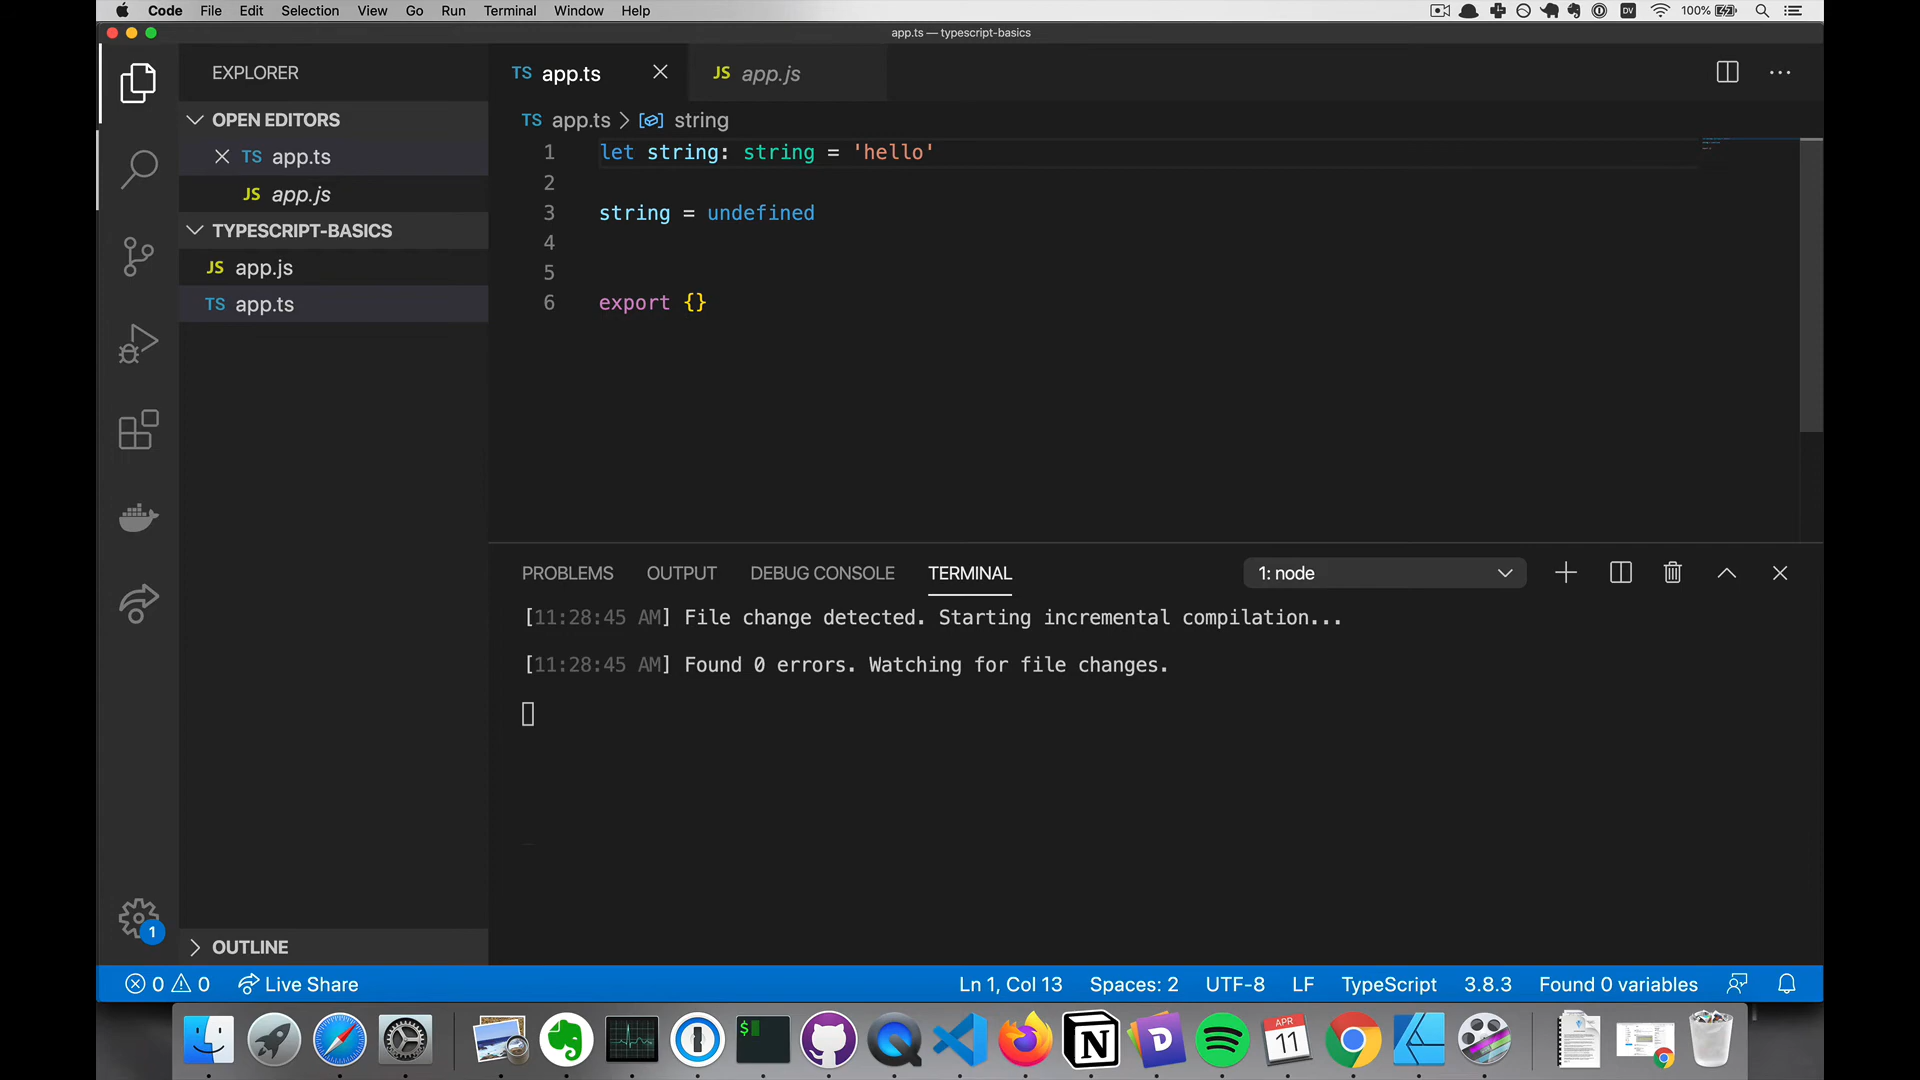 Code File Edit Selection View Go Run Terminal Window Help DV 100%
app.ts — typescript-basics
EXPLORER
TS app.ts JS app.js
OPEN EDITORS
TS app.ts
JS app.js
TYPESCRIPT-BASICS
JS app.js
TS app.ts
OUTLINE
TS app.ts > string
1 let string: string = 'hello'
2
3 string = undefined
4
5
6 export {}
PROBLEMS OUTPUT DEBUG CONSOLE TERMINAL 1: node
[11:28:45 AM] File change detected. Starting incremental compilation...
[11:28:45 AM] Found 0 errors. Watching for file changes.
1
0 0 Live Share Ln 1, Col 13 Spaces: 2 UTF-8 LF TypeScript 3.8.3 Found 0 variables
$
N
D
APR
11